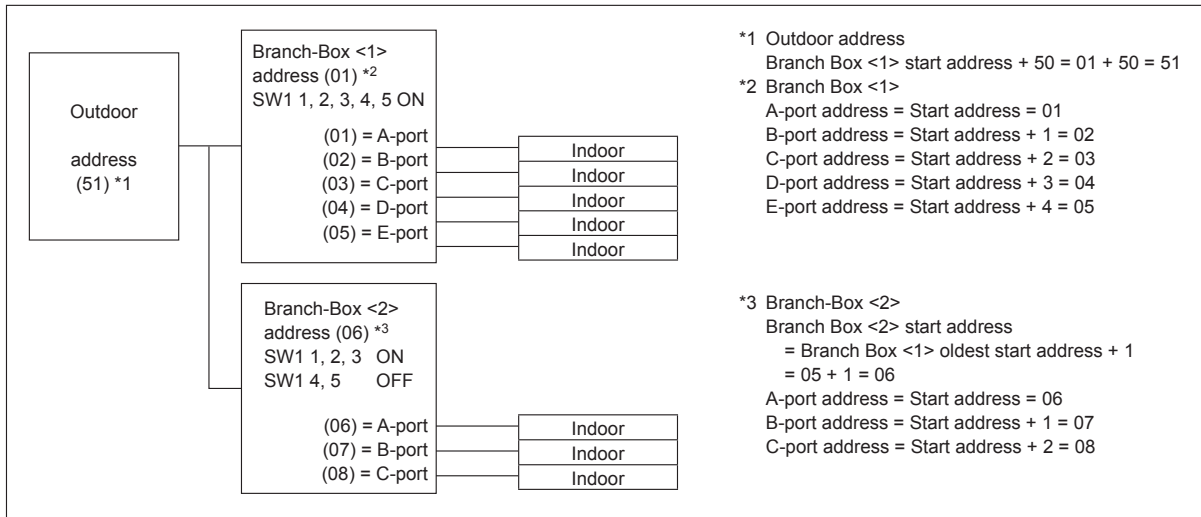 Outdoor
address
(51) *1
Branch-Box <1>
address (01) *2
SW1 1, 2, 3, 4, 5 ON
(01) = A-port
(02) = B-port
(03) = C-port
(04) = D-port
(05) = E-port
Indoor
Indoor
Indoor
Indoor
Indoor
Branch-Box <2>
address (06) *3
SW1 1, 2, 3 ON
SW1 4, 5 OFF
(06) = A-port
(07) = B-port
(08) = C-port
Indoor
Indoor
Indoor
*1 Outdoor address
Branch Box <1> start address + 50 = 01 + 50 = 51
*2 Branch Box <1>
A-port address = Start address = 01
B-port address = Start address + 1 = 02
C-port address = Start address + 2 = 03
D-port address = Start address + 3 = 04
E-port address = Start address + 4 = 05
*3 Branch-Box <2>
Branch Box <2> start address
= Branch Box <1> oldest start address + 1
= 05 + 1 = 06
A-port address = Start address = 06
B-port address = Start address + 1 = 07
C-port address = Start address + 2 = 08